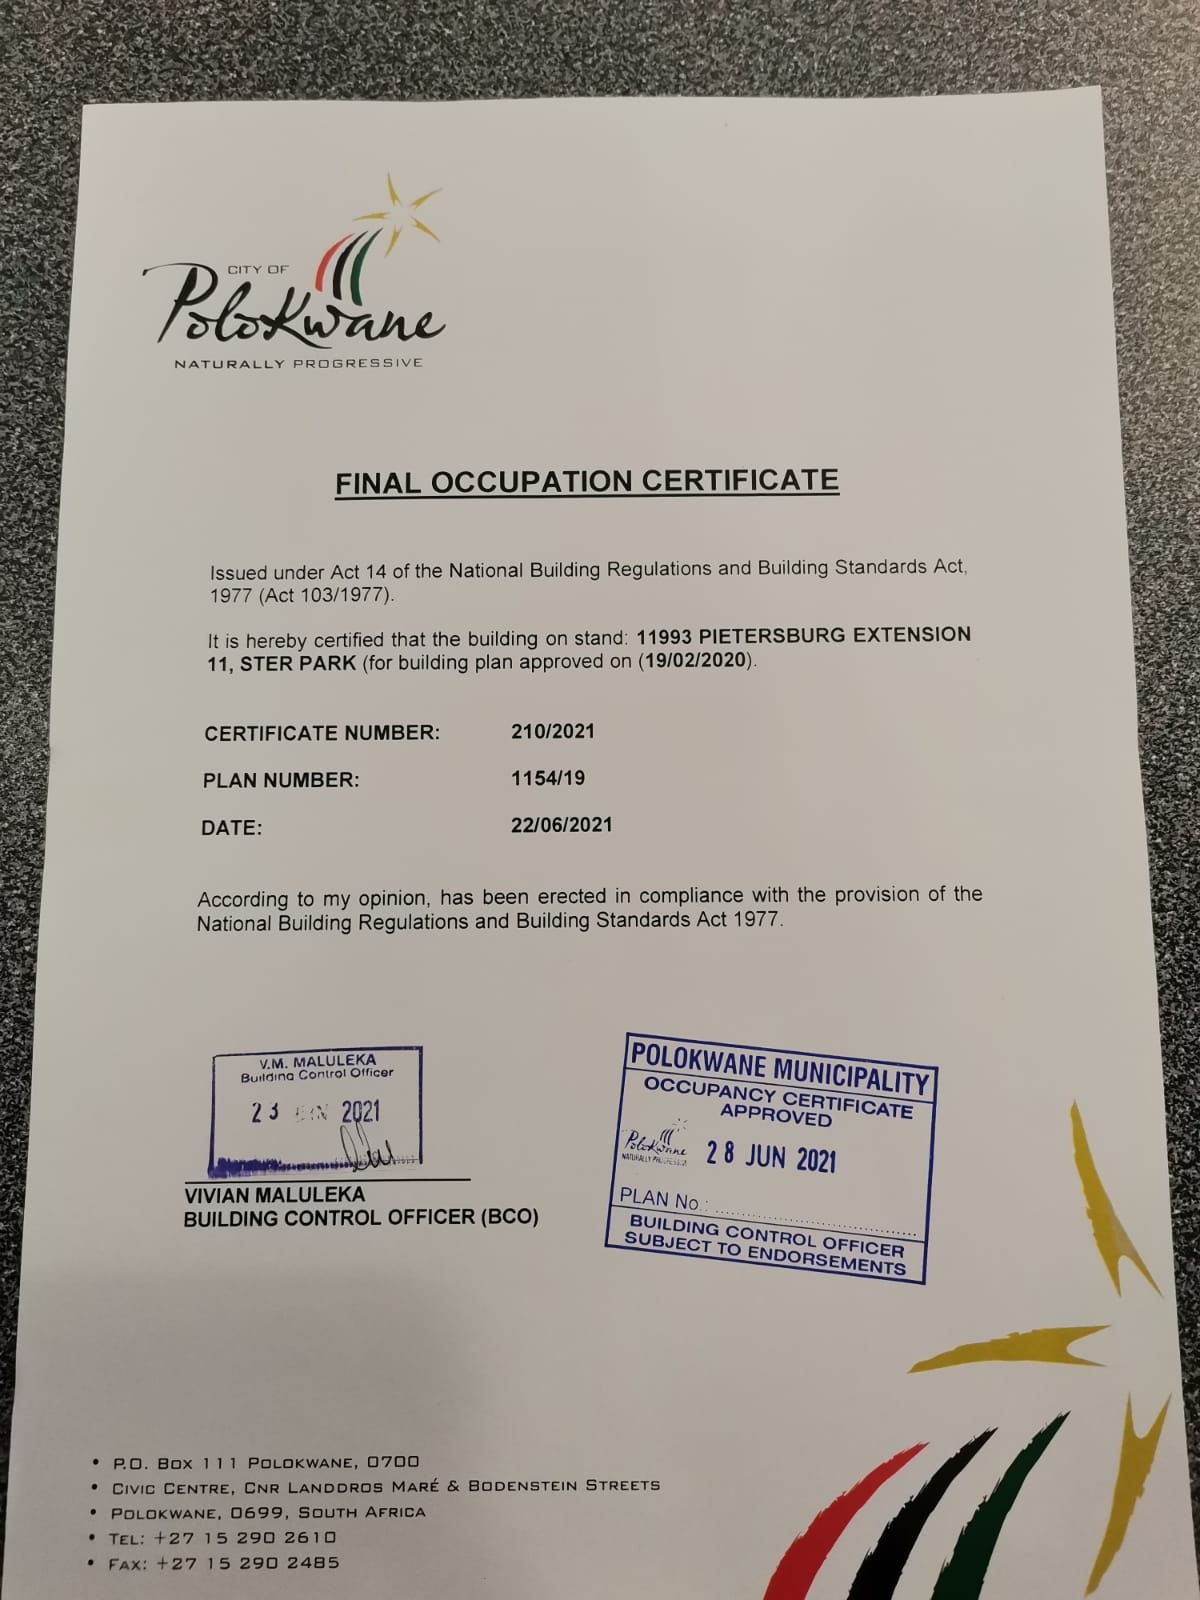 CITY OF
PoloKwane
NATURALLY PROGRESSIVE
FINAL OCCUPATION CERTIFICATE
Issued under Act 14 of the National Building Regulations and Building Standards Act,
1977 (Act 103/1977).
It is hereby certified that the building on stand: 11993 PIETERSBURG EXTENSION
11, STER PARK (for building plan approved on (19/02/2020).
CERTIFICATE NUMBER: 210/2021
PLAN NUMBER: 1154/19
DATE: 22/06/2021
According to my opinion, has been erected in compliance with the provision of the
National Building Regulations and Building Standards Act 1977.
V.M. MALULEKA
Building Control Officer
23 2021
VIVIAN MALULEKA
BUILDING CONTROL OFFICER (BCO)
POLOKWANE MUNICIPALITY
OCCUPANCY CERTIFICATE
APPROVED
PoloKwane
NATURALLY PROGRESSIVE
28 JUN 2021
PLAN No.:
BUILDING CONTROL OFFICER
SUBJECT TO ENDORSEMENTS
• P.O. BOX 111 POLOKWANE, 0700
• CIVIC CENTRE, CNR LANDDROS MARÉ & BODENSTEIN STREETS
• POLOKWANE, 0699, SOUTH AFRICA
• TEL: +27 15 290 2610
• FAX: +27 15 290 2485